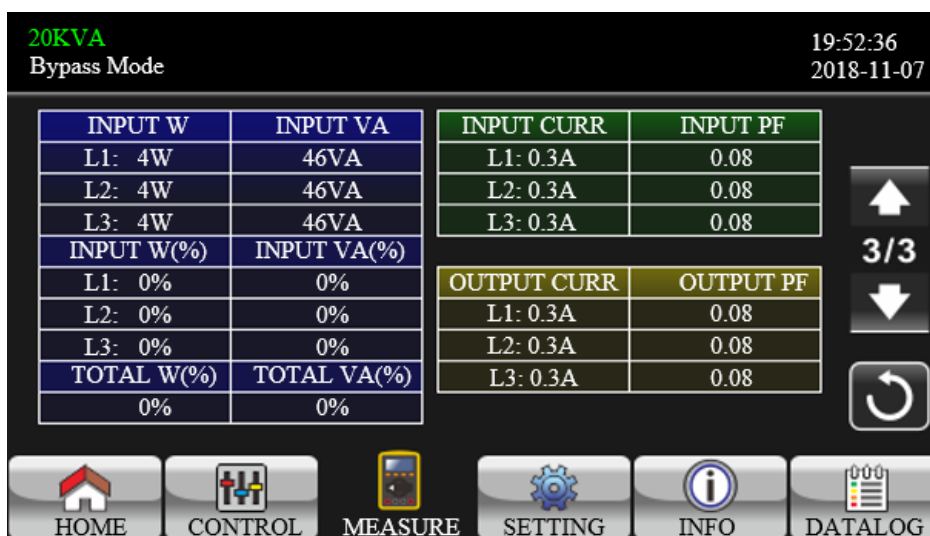 20KVA
Bypass Mode
19:52:36
2018-11-07
INPUT W INPUT VA
L1: 4W 46VA
L2: 4W 46VA
L3: 4W 46VA
INPUT W(%) INPUT VA(%)
L1: 0% 0%
L2: 0% 0%
L3: 0% 0%
TOTAL W(%) TOTAL VA(%)
0% 0%
INPUT CURR INPUT PF
L1: 0.3A 0.08
L2: 0.3A 0.08
L3: 0.3A 0.08
OUTPUT CURR OUTPUT PF
L1: 0.3A 0.08
L2: 0.3A 0.08
L3: 0.3A 0.08
3/3
HOME CONTROL MEASURE SETTING INFO DATALOG